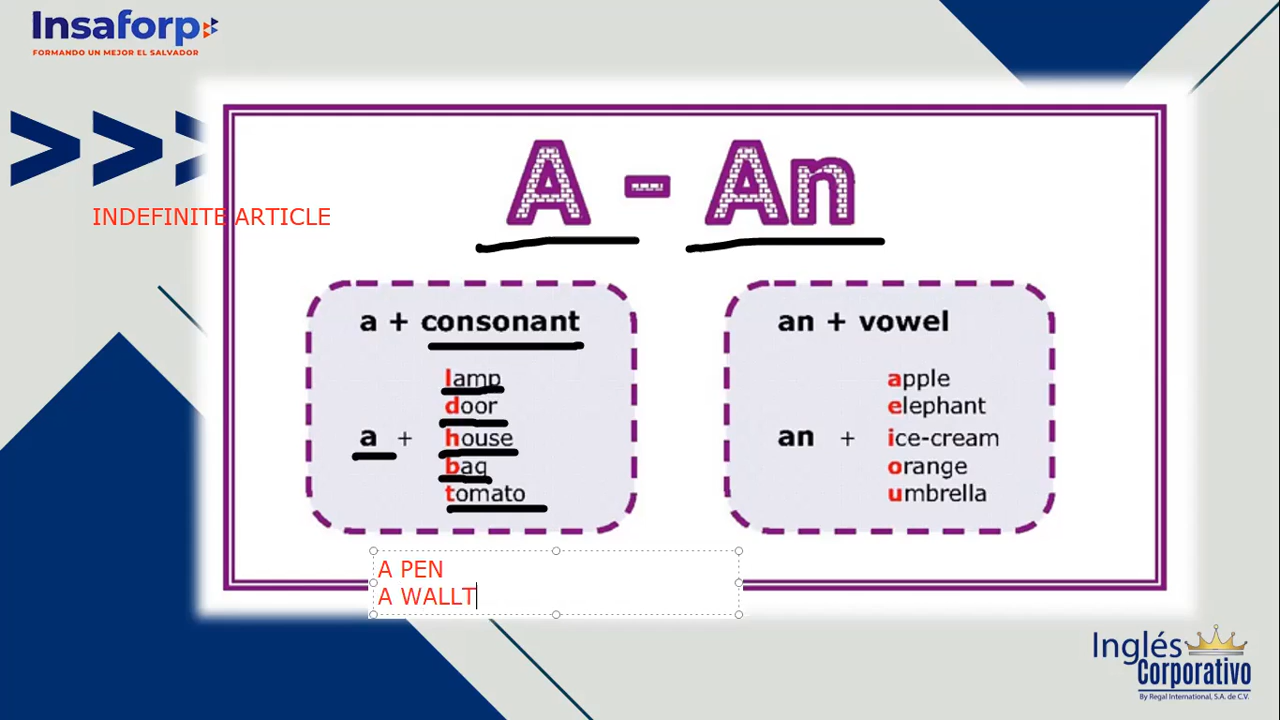 Insaforp
FORMANDO UN MEJOR EL SALVADOR
A - An
INDEFINITE ARTICLE
a + consonant
lamp
door
a + house
bag
tomato
an + vowel
apple
elephant
an + ice-cream
orange
umbrella
A PEN
A WALLT
Inglés
Corporativo
By Regal International, S.A. de C.V.